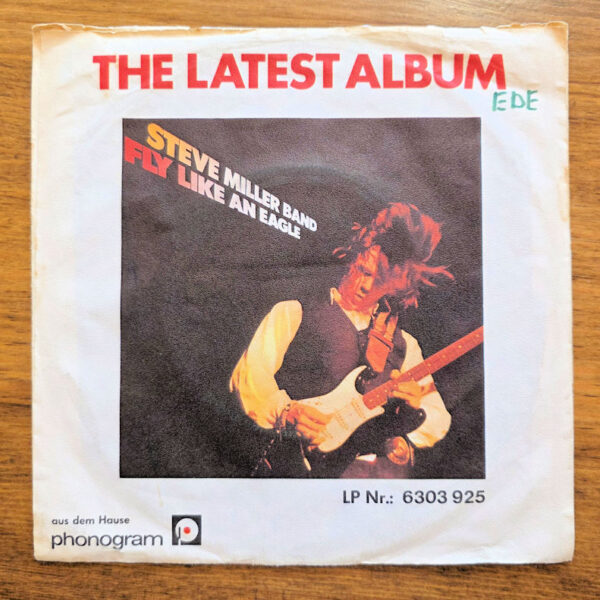 THE LATEST ALBUM
EDE
STEVE MILLER BAND
FLY LIKE AN EAGLE
LP Nr.: 6303 925
aus dem Hause
phonogram